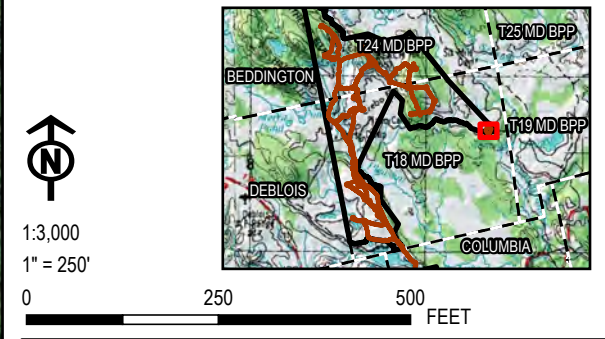 T24 MD BPP
T25 MD BPP
BEDDINGTON
T19 MD BPP
T18 MD BPP
DEBLOIS
COLUMBIA
N
1:3,000
1" = 250'
0 250 500
FEET